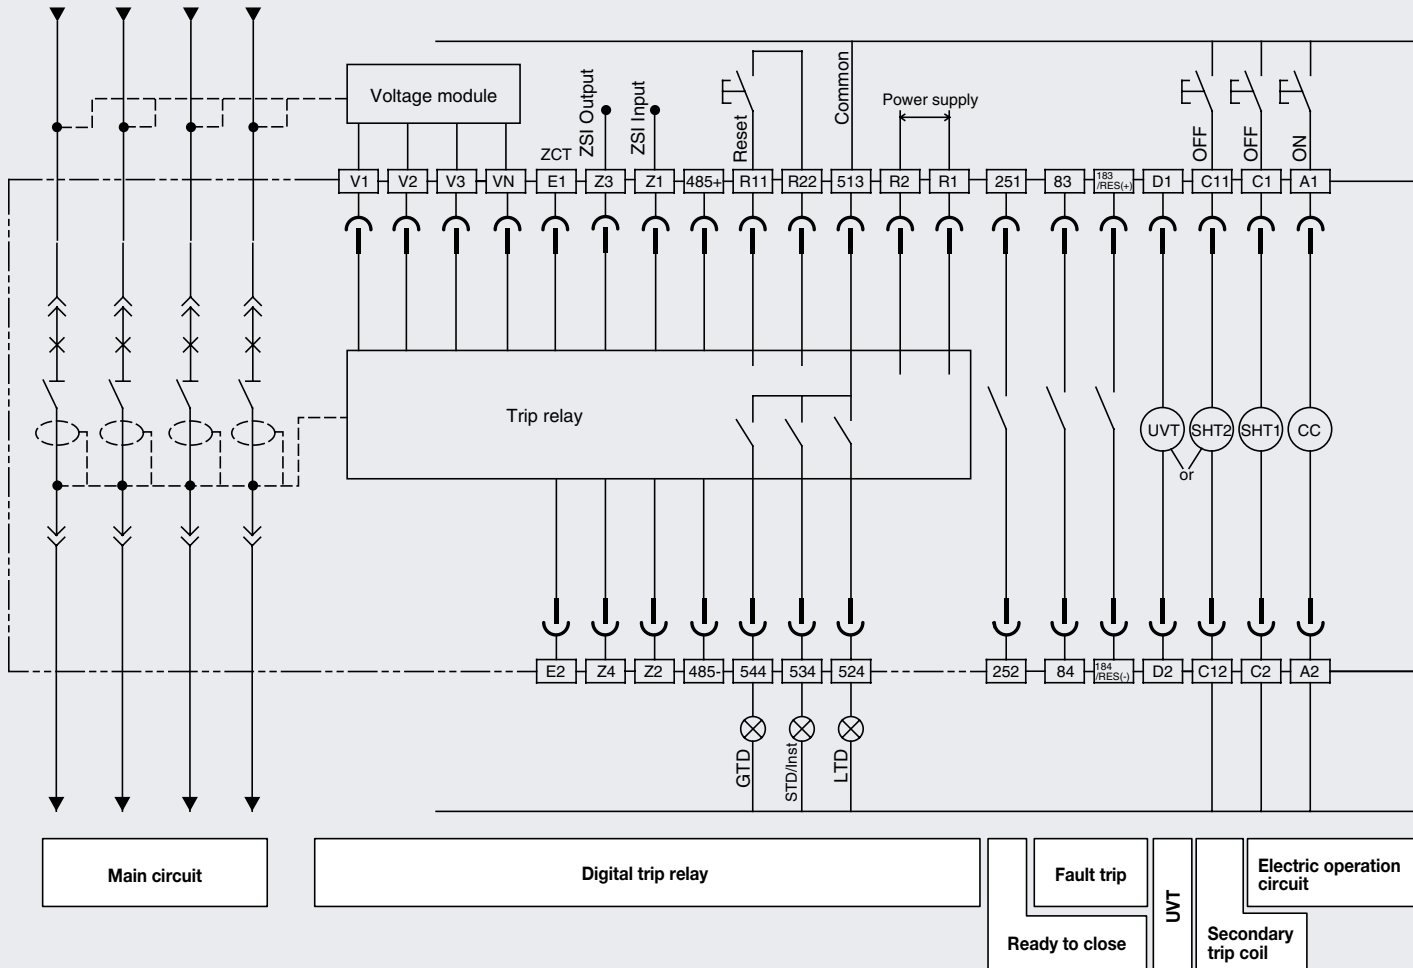 Voltage module
ZCT
ZSI Output
ZSI Input
Reset
Common
Power supply
OFF
OFF
ON
V1
V2
V3
VN
E1
Z3
Z1
485+
R11
R22
513
R2
R1
251
83
183
/RES(+)
D1
C11
C1
A1
Trip relay
UVT
SHT2
SHT1
CC
or
E2
Z4
Z2
485-
544
534
524
252
84
184
/RES(-)
D2
C12
C2
A2
GTD
STD/Inst
LTD
Main circuit
Digital trip relay
Fault trip
Ready to close
UVT
Secondary
trip coil
Electric operation
circuit